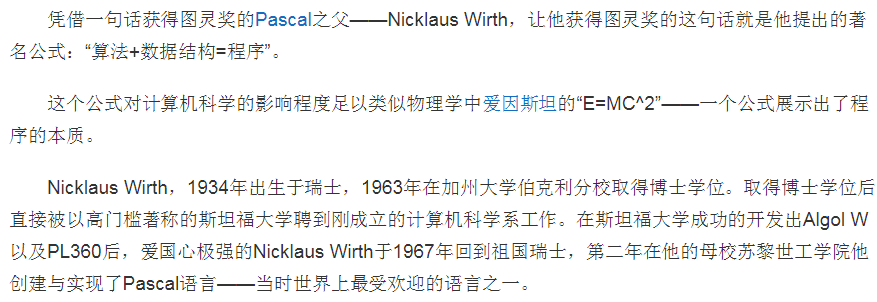 凭借一句话获得图灵奖的Pascal之父——Nicklaus Wirth，让他获得图灵奖的这句话就是他提出的著
名公式：“算法+数据结构=程序”。
这个公式对计算机科学的影响程度足以类似物理学中爱因斯坦的“E=MC^2”——一个公式展示出了程
序的本质。
Nicklaus Wirth，1934年出生于瑞士，1963年在加州大学伯克利分校取得博士学位。取得博士学位后
直接被以高门槛著称的斯坦福大学聘到刚成立的计算机科学系工作。在斯坦福大学成功的开发出Algol W
以及PL360后，爱国心极强的Nicklaus Wirth于1967年回到祖国瑞士，第二年在他的母校苏黎世工学院他
创建与实现了Pascal语言——当时世界上最受欢迎的语言之一。